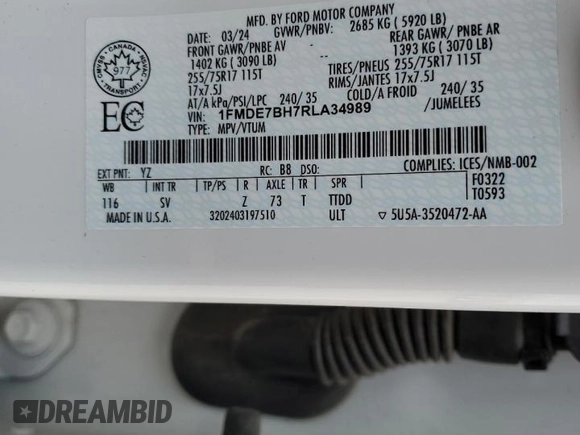 MFD. BY FORD MOTOR COMPANY
DATE: 03/24 GVWR/PNBV: 2685 KG ( 5920 LB)
FRONT GAWR/PNBE AV REAR GAWR/ PNBE AR
1402 KG ( 3090 LB) 1393 KG ( 3070 LB)
255/75R17 115T TIRES/PNEUS 255/75R17 115T
17x7.5J RIMS/JANTES 17x7.5J
AT/A kPa/PSI/LPC 240/ 35 COLD/A FROID 240/ 35
VIN: 1FMDE7BH7RLA34989 /JUMELEES
TYPE: MPV/VTUM
CANADA
977
TRANSPORT
EC
EXT PNT: YZ RC: B8 DSO: COMPLIES: ICES/NMB-002
WB INT TR TP/PS R AXLE TR SPR F0322
116 SV Z 73 T TTDD T0593
MADE IN U.S.A. 3202403197510 ULT ▽ 5U5A-3520472-AA
DREAMBID